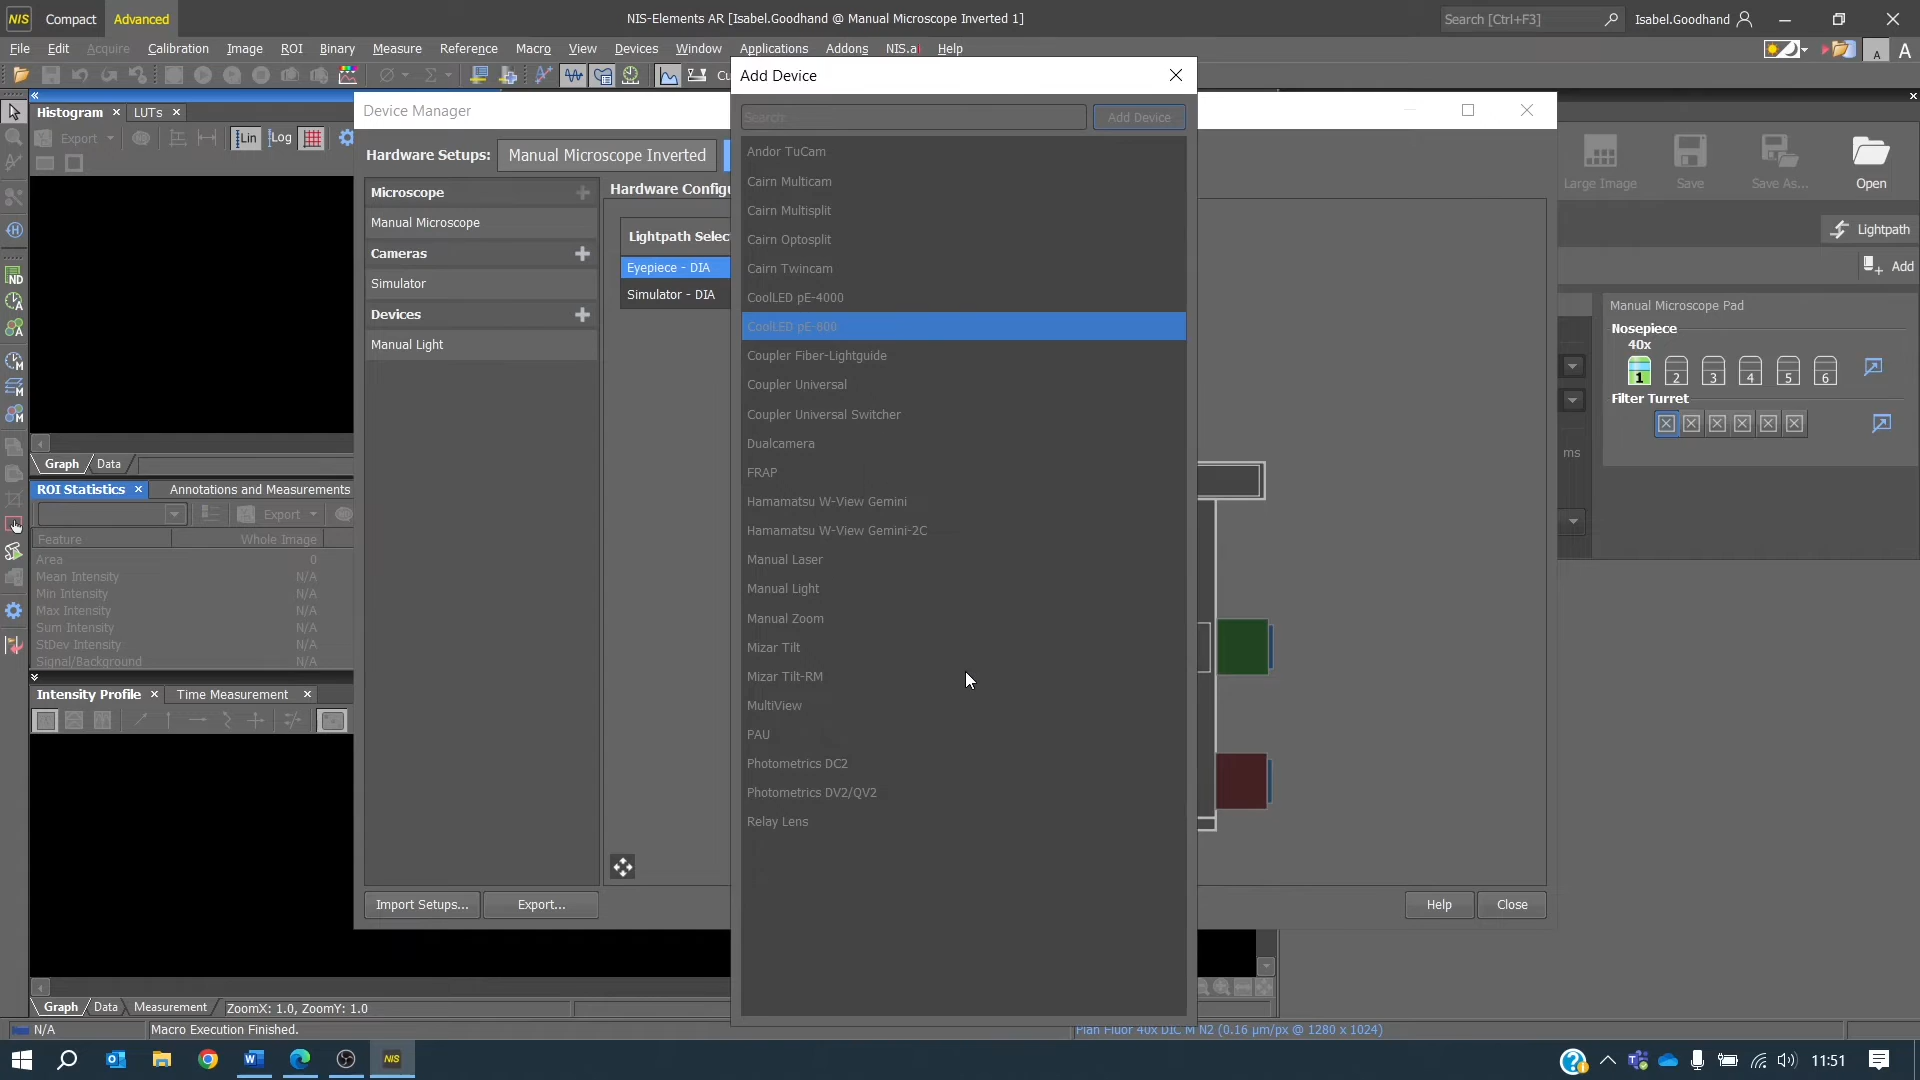 NIS Compact Advanced NIS-Elements AR [Isabel.Goodhand @ Manual Microscope Inverted 1] Search [Ctrl+F3] Isabel.Goodhand
File Edit Acquire Calibration Image ROI Binary Measure Reference Macro View Devices Window Applications Addons NIS.ai Help
Add Device
Search Add Device
Andor TuCam
Cairn Multicam
Cairn Multisplit
Cairn Optosplit
Cairn Twincam
CoolLED pE-4000
CoolLED pE-800
Coupler Fiber-Lightguide
Coupler Universal
Coupler Universal Switcher
Dualcamera
FRAP
Hamamatsu W-View Gemini
Hamamatsu W-View Gemini-2C
Manual Laser
Manual Light
Manual Zoom
Mizar Tilt
Mizar Tilt-RM
MultiView
PAU
Photometrics DC2
Photometrics DV2/QV2
Relay Lens
Device Manager
Hardware Setups: Manual Microscope Inverted
Microscope
Manual Microscope
Cameras
Simulator
Devices
Manual Light
Hardware Configu
Lightpath Selec
Eyepiece - DIA
Simulator - DIA
Import Setups... Export...
Help Close
Histogram LUTs
Export Lin Log
Graph Data
ROI Statistics Annotations and Measurements
Export
Feature Whole Image
Area 0
Mean Intensity N/A
Min Intensity N/A
Max Intensity N/A
Sum Intensity N/A
StDev Intensity N/A
Signal/Background N/A
Intensity Profile Time Measurement
Graph Data Measurement ZoomX: 1.0, ZoomY: 1.0
N/A Macro Execution Finished. Plan Fluor 40x DIC M N2 (0.16 µm/px @ 1280 x 1024)
Large Image Save Save As... Open
Lightpath
Add
Manual Microscope Pad
Nosepiece
40x
1 2 3 4 5 6
Filter Turret
ms
ND
A
A
M
M
M
A A
NIS 11:51